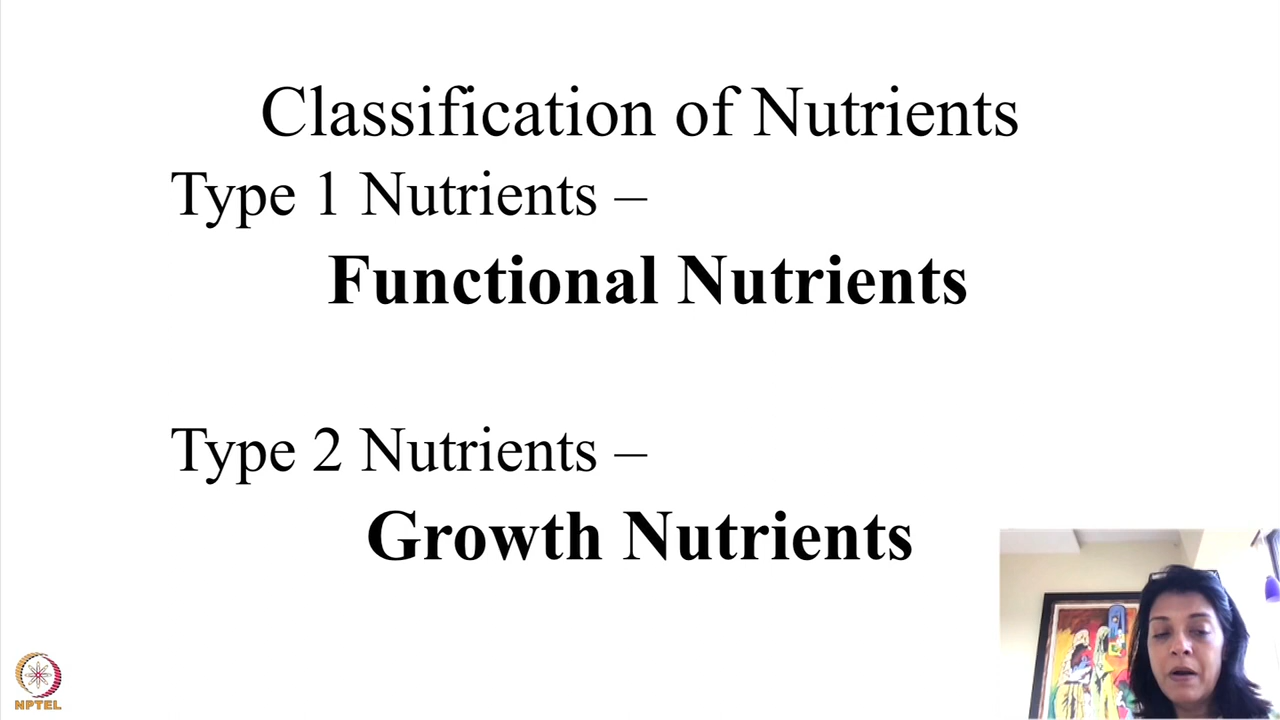 Classification of Nutrients
Type 1 Nutrients –
Functional Nutrients
Type 2 Nutrients –
Growth Nutrients
NPTEL